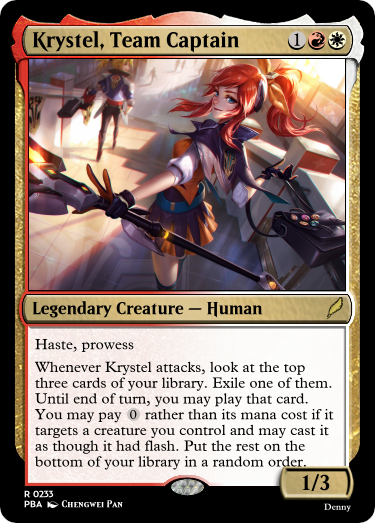 Krystel, Team Captain 1
Legendary Creature — Human
Haste, prowess
Whenever Krystel attacks, look at the top
three cards of your library. Exile one of them.
Until end of turn, you may play that card.
You may pay 0 rather than its mana cost if it
targets a creature you control and may cast it
as though it had flash. Put the rest on the
bottom of your library in a random order.
1/3
R 0233
PBA Chengwei Pan
Denny